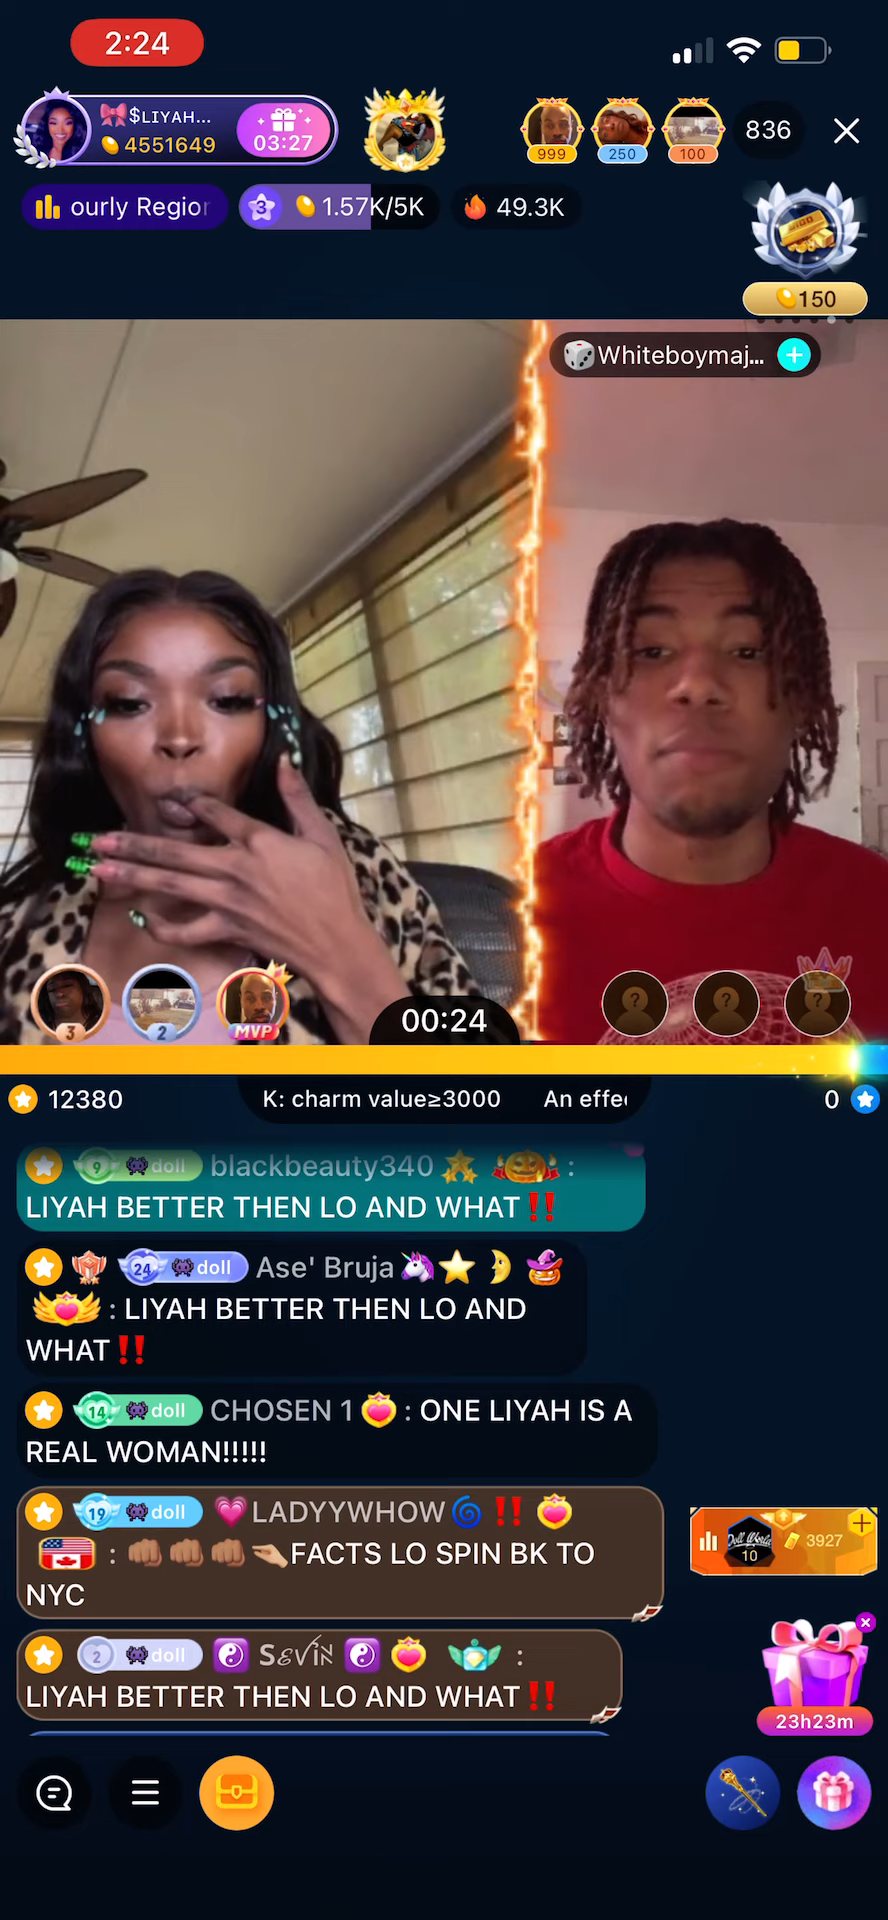 2:24
$LIYAH...
4551649
03:27
999
250
100
836
ourly Region
3
1.57K/5K
49.3K
150
Whiteboymaj...
3
2
MVP
00:24
12380
K: charm value≥3000 An effe
0
9 doll blackbeauty340 :
LIYAH BETTER THEN LO AND WHAT‼️
24 doll Ase' Bruja
: LIYAH BETTER THEN LO AND
WHAT‼️
14 doll CHOSEN 1 : ONE LIYAH IS A
REAL WOMAN!!!!!
19 doll LADYYWHOW ‼️
: FACTS LO SPIN BK TO
NYC
Doll World
10
3927
2 doll SEVIN :
LIYAH BETTER THEN LO AND WHAT‼️
23h23m